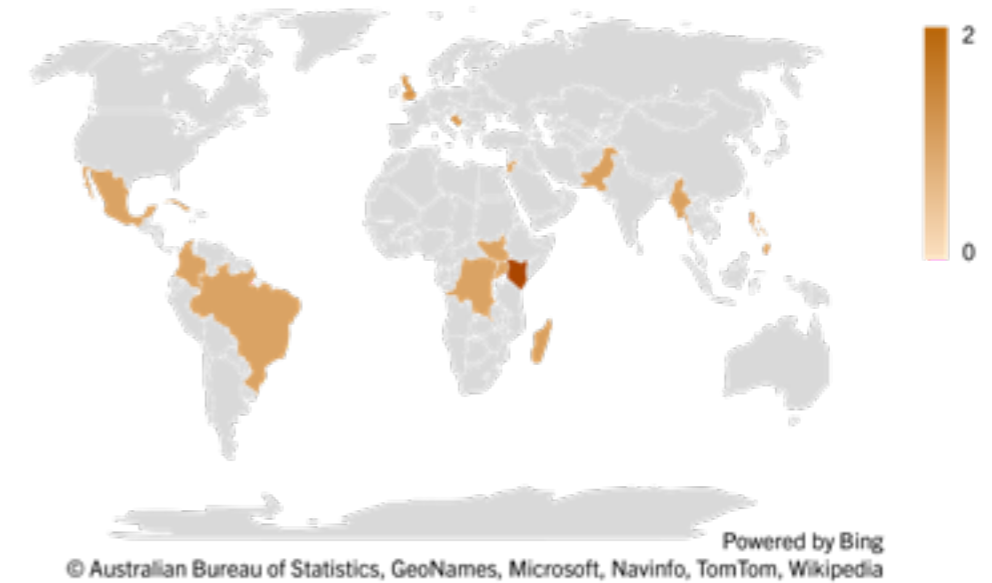 2
0
Powered by Bing
© Australian Bureau of Statistics, GeoNames, Microsoft, Navinfo, TomTom, Wikipedia